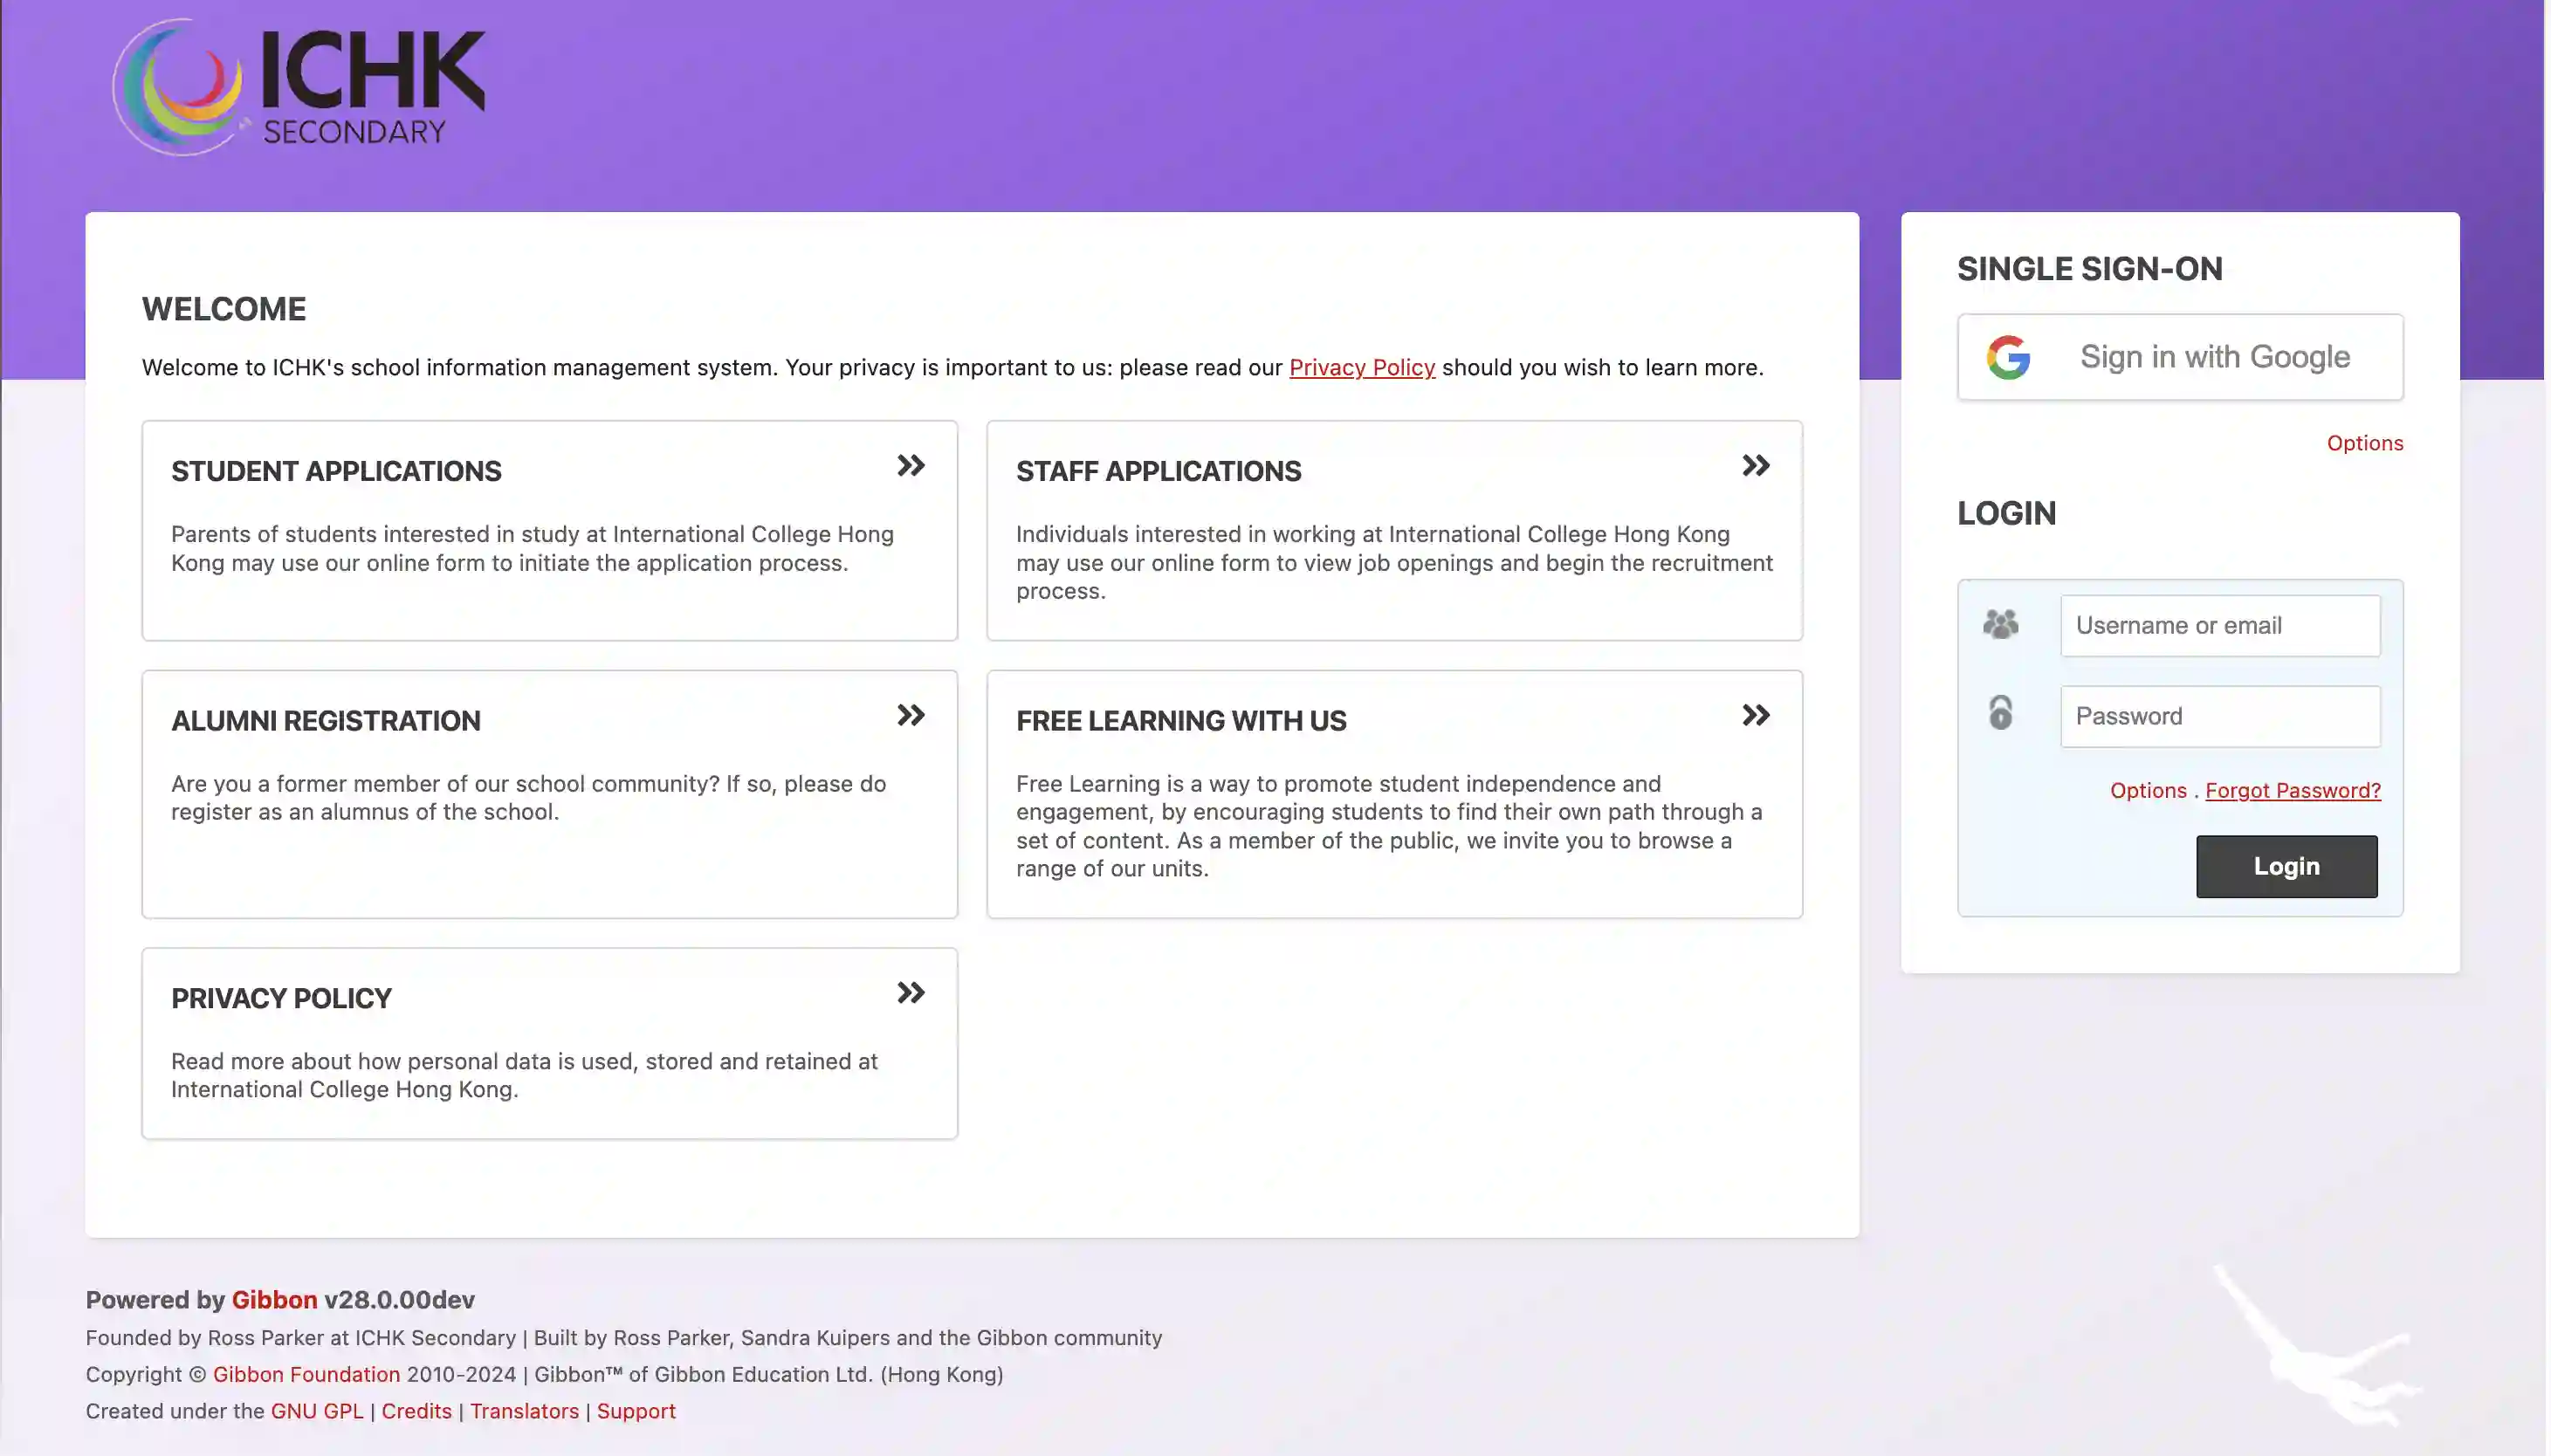 ICHK
SECONDARY
WELCOME
Welcome to ICHK's school information management system. Your privacy is important to us: please read our Privacy Policy should you wish to learn more.
STUDENT APPLICATIONS
Parents of students interested in study at International College Hong
Kong may use our online form to initiate the application process.
STAFF APPLICATIONS
Individuals interested in working at International College Hong Kong
may use our online form to view job openings and begin the recruitment
process.
ALUMNI REGISTRATION
Are you a former member of our school community? If so, please do
register as an alumnus of the school.
FREE LEARNING WITH US
Free Learning is a way to promote student independence and
engagement, by encouraging students to find their own path through a
set of content. As a member of the public, we invite you to browse a
range of our units.
PRIVACY POLICY
Read more about how personal data is used, stored and retained at
International College Hong Kong.
SINGLE SIGN-ON
Sign in with Google
Options
LOGIN
Username or email
Password
Options . Forgot Password?
Login
Powered by Gibbon v28.0.00dev
Founded by Ross Parker at ICHK Secondary | Built by Ross Parker, Sandra Kuipers and the Gibbon community
Copyright © Gibbon Foundation 2010-2024 | Gibbon™ of Gibbon Education Ltd. (Hong Kong)
Created under the GNU GPL | Credits | Translators | Support